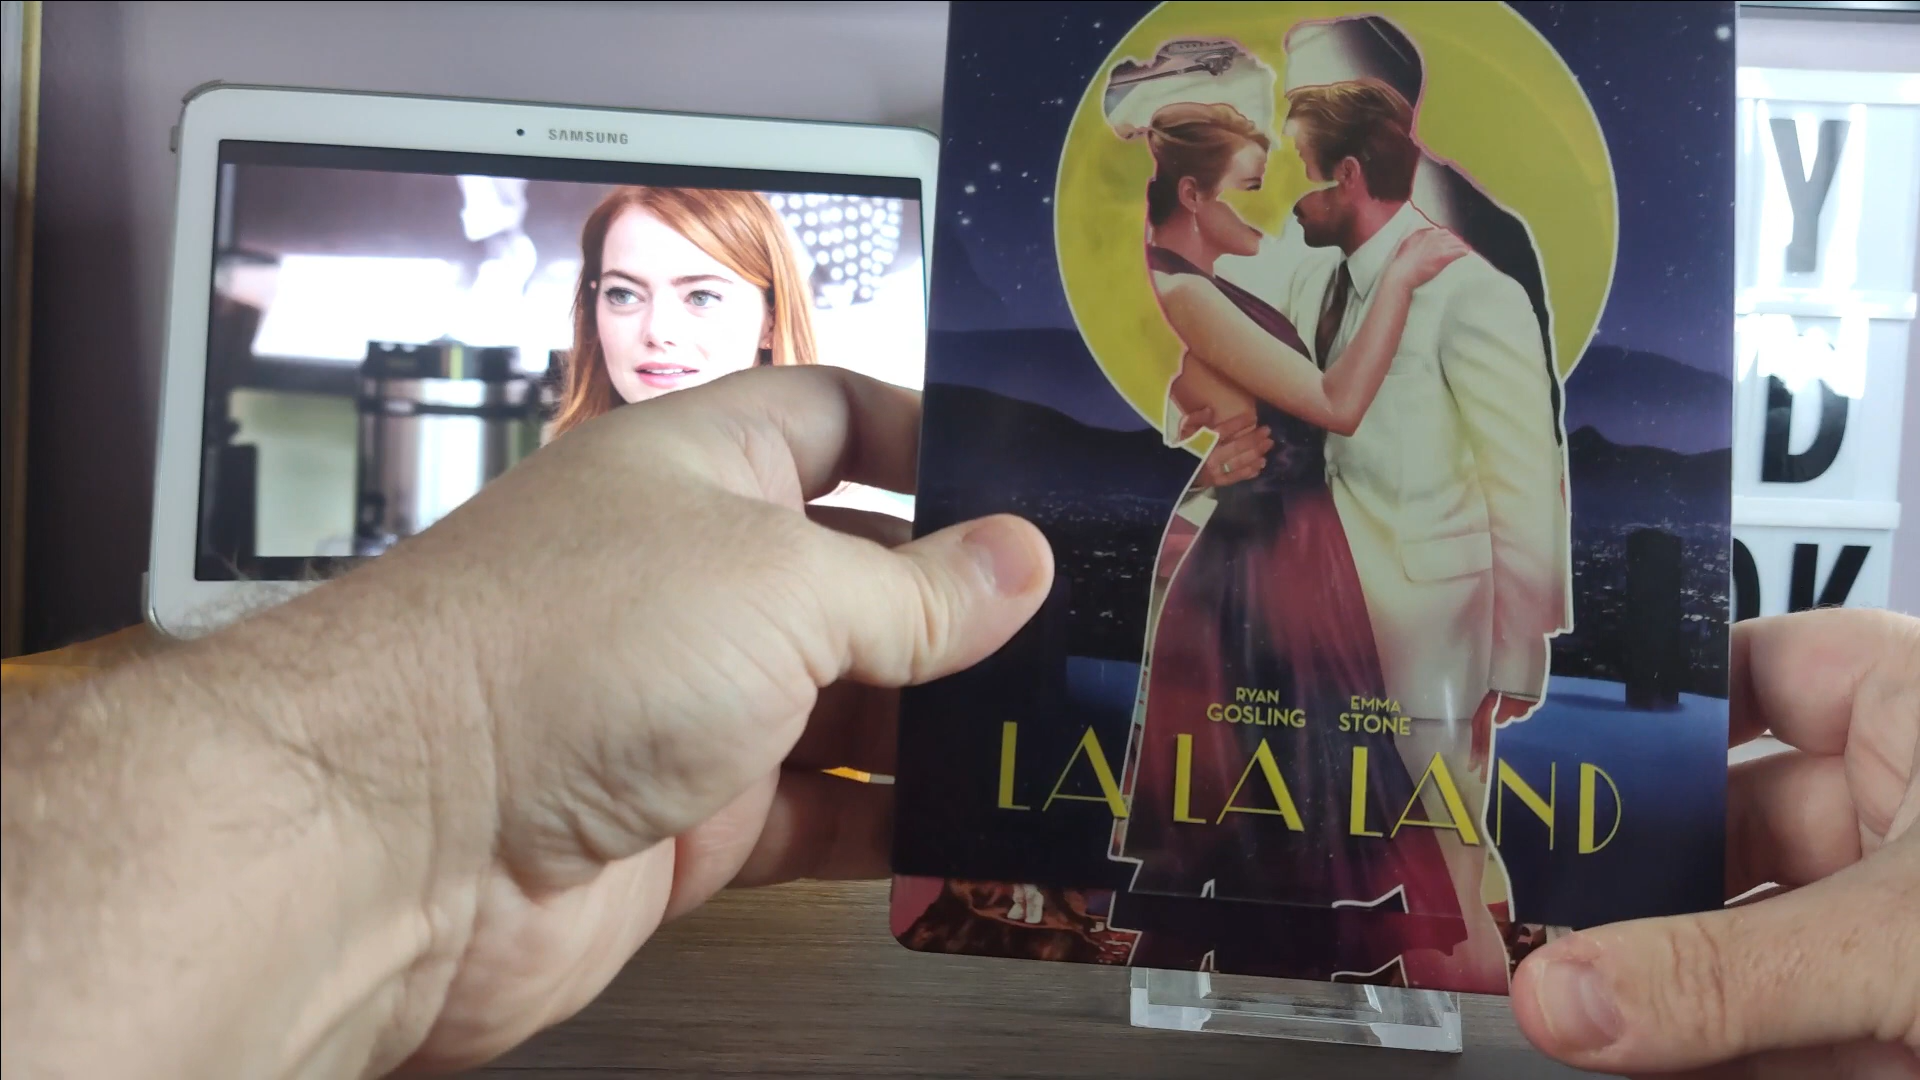 SAMSUNG
RYAN
GOSLING
EMMA
STONE
LA LA LAND
Y
D
K